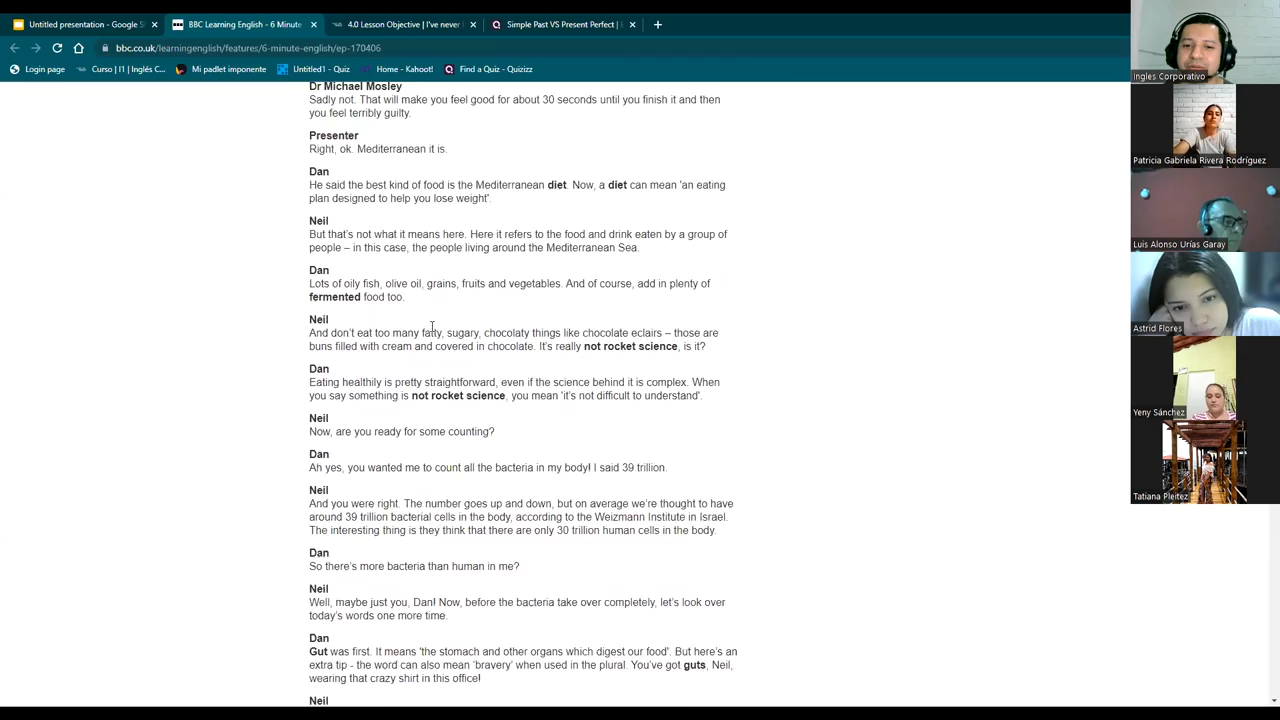 Untitled presentation - Google S
BBC Learning English - 6 Minute
4.0 Lesson Objective | I've never
Simple Past VS Present Perfect |
bbc.co.uk/learningenglish/features/6-minute-english/ep-170406
Login page
Curso | I1 | Inglés C...
Mi padlet imponente
Untitled1 - Quiz
Home - Kahoot!
Find a Quiz - Quizizz
Dr Michael Mosley
Sadly not. That will make you feel good for about 30 seconds until you finish it and then
you feel terribly guilty.
Presenter
Right, ok. Mediterranean it is.
Dan
He said the best kind of food is the Mediterranean diet. Now, a diet can mean 'an eating
plan designed to help you lose weight'.
Neil
But that's not what it means here. Here it refers to the food and drink eaten by a group of
people – in this case, the people living around the Mediterranean Sea.
Dan
Lots of oily fish, olive oil, grains, fruits and vegetables. And of course, add in plenty of
fermented food too.
Neil
And don't eat too many fatty, sugary, chocolaty things like chocolate eclairs – those are
buns filled with cream and covered in chocolate. It's really not rocket science, is it?
Dan
Eating healthily is pretty straightforward, even if the science behind it is complex. When
you say something is not rocket science, you mean 'it's not difficult to understand'.
Neil
Now, are you ready for some counting?
Dan
Ah yes, you wanted me to count all the bacteria in my body! I said 39 trillion.
Neil
And you were right. The number goes up and down, but on average we're thought to have
around 39 trillion bacterial cells in the body, according to the Weizmann Institute in Israel.
The interesting thing is they think that there are only 30 trillion human cells in the body.
Dan
So there's more bacteria than human in me?
Neil
Well, maybe just you, Dan! Now, before the bacteria take over completely, let's look over
today's words one more time.
Dan
Gut was first. It means 'the stomach and other organs which digest our food'. But here's an
extra tip - the word can also mean 'bravery' when used in the plural. You've got guts, Neil,
wearing that crazy shirt in this office!
Neil
Ingles Corporativo
Patricia Gabriela Rivera Rodríguez
Luis Alonso Urías Garay
Astrid Flores
Yeny Sánchez
Tatiana Pleitez